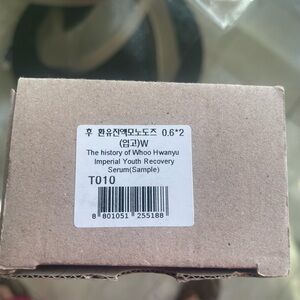 후 환유진액모노도즈 0.6*2
(업고)W
The history of Whoo Hwanyu
Imperial Youth Recovery
Serum(Sample)
T010
8 801051 255188